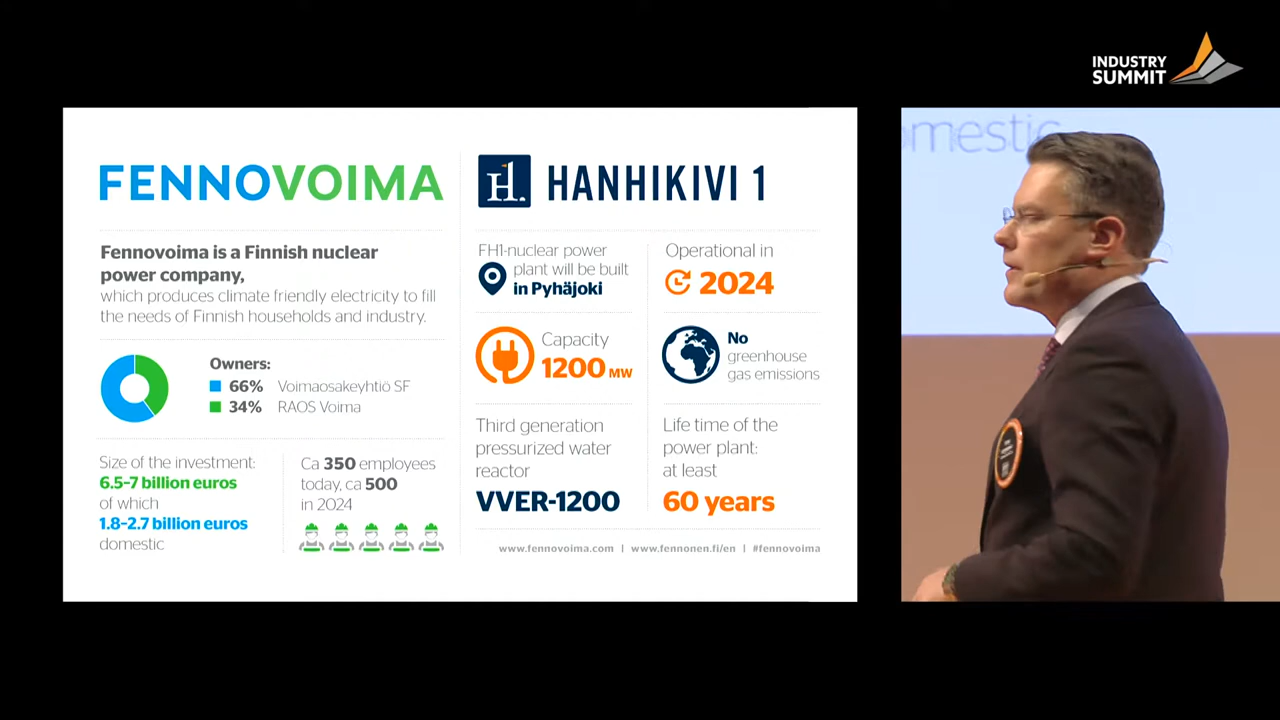 INDUSTRY
SUMMIT
FENNOVOIMA
Fennovoima is a Finnish nuclear
power company,
which produces climate friendly electricity to fill
the needs of Finnish households and industry.
Owners:
66% Voimaosakeyhtiö SF
34% RAOS Voima
Size of the investment:
6.5–7 billion euros
of which
1.8–2.7 billion euros
domestic
Ca 350 employees
today, ca 500
in 2024
H1.
HANHIKIVI 1
FH1-nuclear power
plant will be built
in Pyhäjoki
Operational in
2024
Capacity
1200 MW
No
greenhouse
gas emissions
Third generation
pressurized water
reactor
VVER-1200
Life time of the
power plant:
at least
60 years
www.fennovoima.com | www.fennonen.fi/en | #fennovoima
omestic